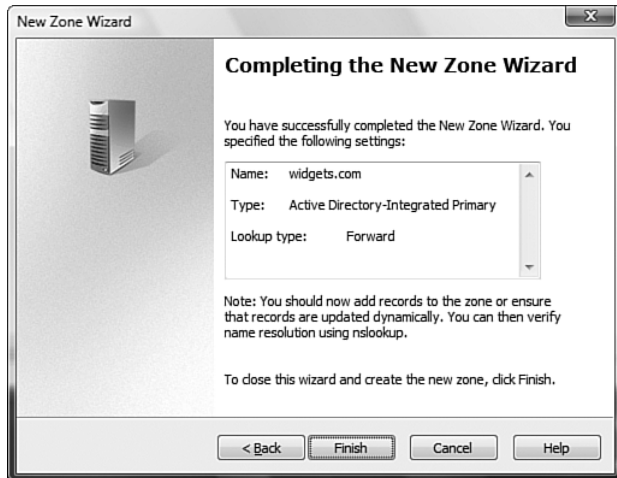 New Zone Wizard
Completing the New Zone Wizard
You have successfully completed the New Zone Wizard. You
specified the following settings:
Name: widgets.com
Type: Active Directory-Integrated Primary
Lookup type: Forward
Note: You should now add records to the zone or ensure
that records are updated dynamically. You can then verify
name resolution using nslookup.
To close this wizard and create the new zone, click Finish.
< Back Finish Cancel Help